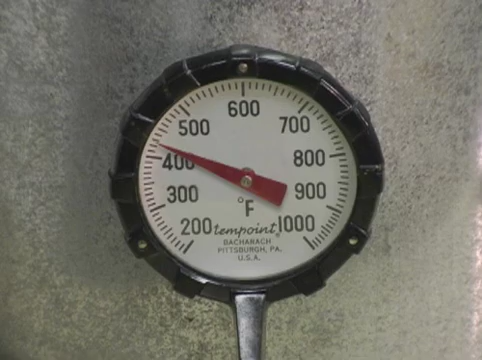 600
500 700
400 800
300 900
200 tempoint® 1000
°F
BACHARACH
PITTSBURGH, PA.
U.S.A.